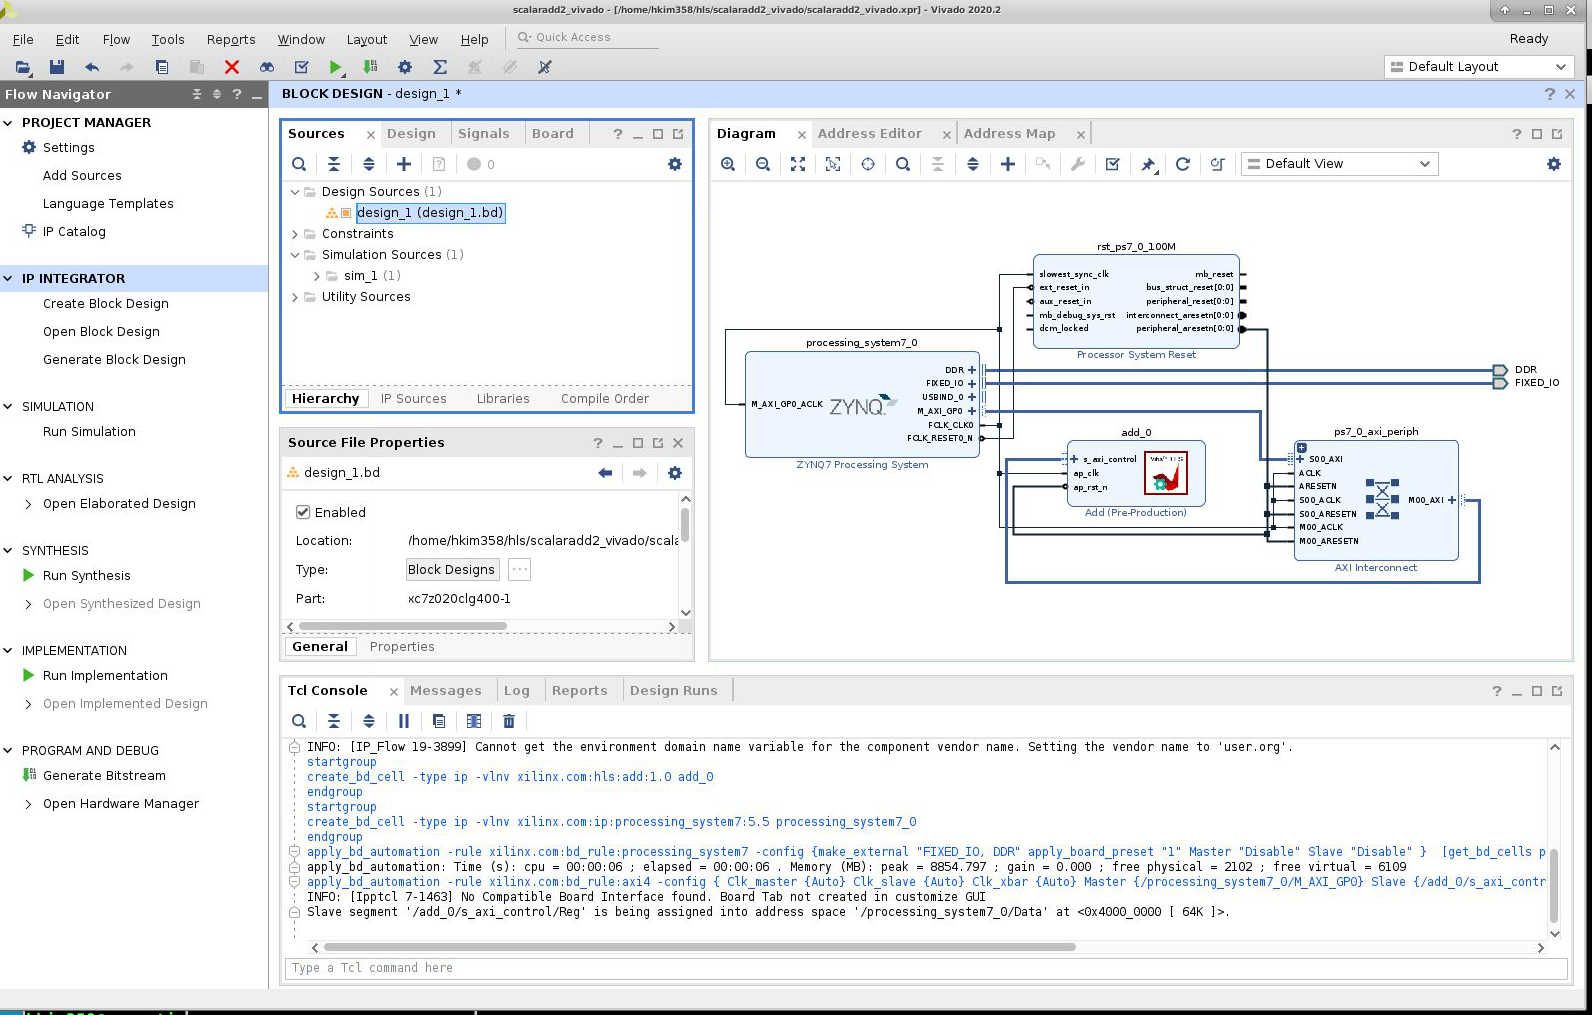 scalaradd2_vivado - [/home/hkim358/hls/scalaradd2_vivado/scalaradd2_vivado.xpr] - Vivado 2020.2
File Edit Flow Tools Reports Window Layout View Help Quick Access
Ready
Default Layout
Flow Navigator
PROJECT MANAGER
Settings
Add Sources
Language Templates
IP Catalog
IP INTEGRATOR
Create Block Design
Open Block Design
Generate Block Design
SIMULATION
Run Simulation
RTL ANALYSIS
Open Elaborated Design
SYNTHESIS
Run Synthesis
Open Synthesized Design
IMPLEMENTATION
Run Implementation
Open Implemented Design
PROGRAM AND DEBUG
Generate Bitstream
Open Hardware Manager
BLOCK DESIGN - design_1 *
Sources Design Signals Board
0
Design Sources (1)
design_1 (design_1.bd)
Constraints
Simulation Sources (1)
sim_1 (1)
Utility Sources
Hierarchy IP Sources Libraries Compile Order
Source File Properties
design_1.bd
Enabled
Location: /home/hkim358/hls/scalaradd2_vivado/scala
Type: Block Designs
Part: xc7z020clg400-1
General Properties
Diagram Address Editor Address Map
Default View
rst_ps7_0_100M
slowest_sync_clk mb_reset
ext_reset_in bus_struct_reset[0:0]
aux_reset_in peripheral_reset[0:0]
mb_debug_sys_rst interconnect_aresetn[0:0]
dcm_locked peripheral_aresetn[0:0]
Processor System Reset
processing_system7_0
DDR
FIXED_IO
USBIND_0
M_AXI_GP0_ACLK ZYNQ M_AXI_GP0
FCLK_CLK0
FCLK_RESET0_N
ZYNQ7 Processing System
DDR
FIXED_IO
add_0
s_axi_control
ap_clk
ap_rst_n
Add (Pre-Production)
ps7_0_axi_periph
S00_AXI
ACLK
ARESETN
S00_ACLK M00_AXI
S00_ARESETN
M00_ACLK
M00_ARESETN
AXI Interconnect
Tcl Console Messages Log Reports Design Runs
INFO: [IP_Flow 19-3899] Cannot get the environment domain name variable for the component vendor name. Setting the vendor name to 'user.org'.
startgroup
create_bd_cell -type ip -vlnv xilinx.com:hls:add:1.0 add_0
endgroup
startgroup
create_bd_cell -type ip -vlnv xilinx.com:ip:processing_system7:5.5 processing_system7_0
endgroup
apply_bd_automation -rule xilinx.com:bd_rule:processing_system7 -config {make_external "FIXED_IO, DDR" apply_board_preset "1" Master "Disable" Slave "Disable" } [get_bd_cells p
apply_bd_automation: Time (s): cpu = 00:00:06 ; elapsed = 00:00:06 . Memory (MB): peak = 8854.797 ; gain = 0.000 ; free physical = 2102 ; free virtual = 6109
apply_bd_automation -rule xilinx.com:bd_rule:axi4 -config { Clk_master {Auto} Clk_slave {Auto} Clk_xbar {Auto} Master {/processing_system7_0/M_AXI_GP0} Slave {/add_0/s_axi_contr
INFO: [Ipptcl 7-1463] No Compatible Board Interface found. Board Tab not created in customize GUI
Slave segment '/add_0/s_axi_control/Reg' is being assigned into address space '/processing_system7_0/Data' at <0x4000_0000 [ 64K ]>.
Type a Tcl command here